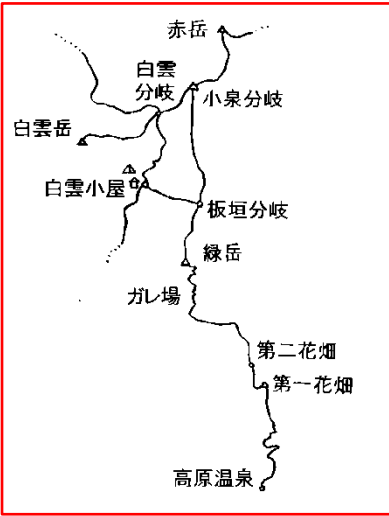 赤岳
白雲
分岐
小泉分岐
白雲岳
白雲小屋
板垣分岐
緑岳
ガレ場
第二花畑
第一花畑
高原温泉